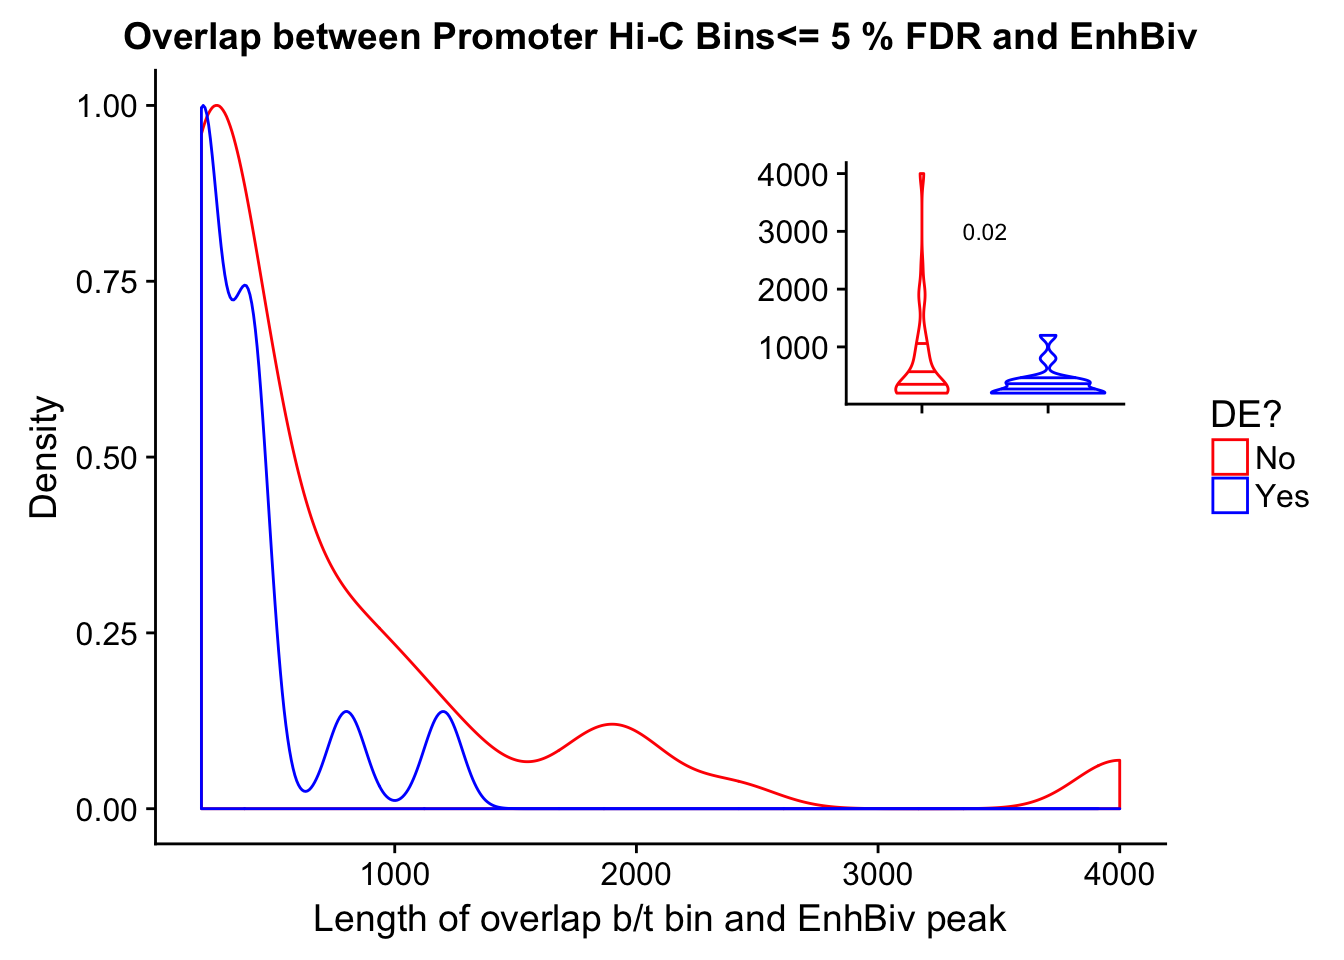 Overlap between Promoter Hi-C Bins<= 5 % FDR and EnhBiv
1.00
0.75
0.50
0.25
0.00
Density
1000
2000
3000
4000
Length of overlap b/t bin and EnhBiv peak
4000
3000
2000
1000
0.02
DE?
No
Yes